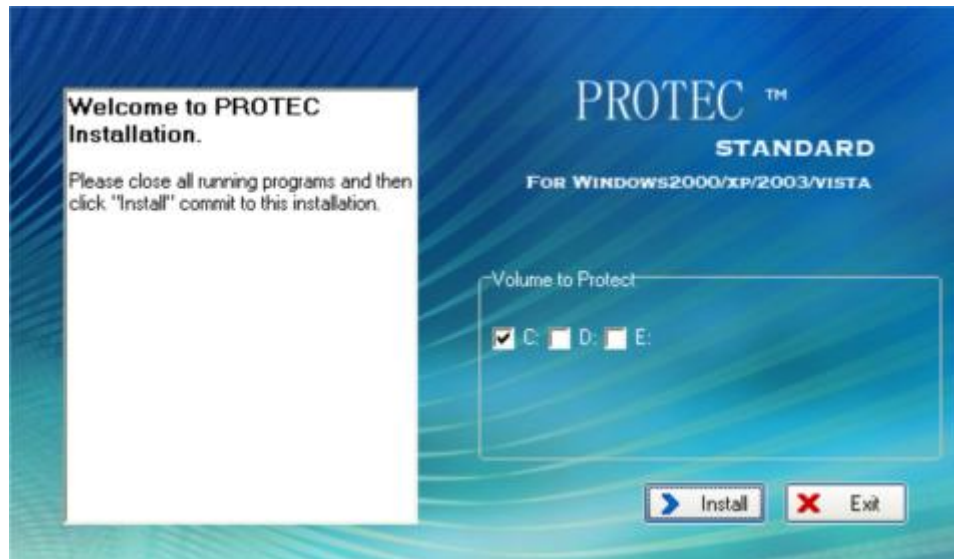 Welcome to PROTEC
Installation.
Please close all running programs and then
click "Install" commit to this installation.
PROTEC ™
STANDARD
FOR WINDOWS2000/XP/2003/VISTA
Volume to Protect
C: D: E:
Install Exit